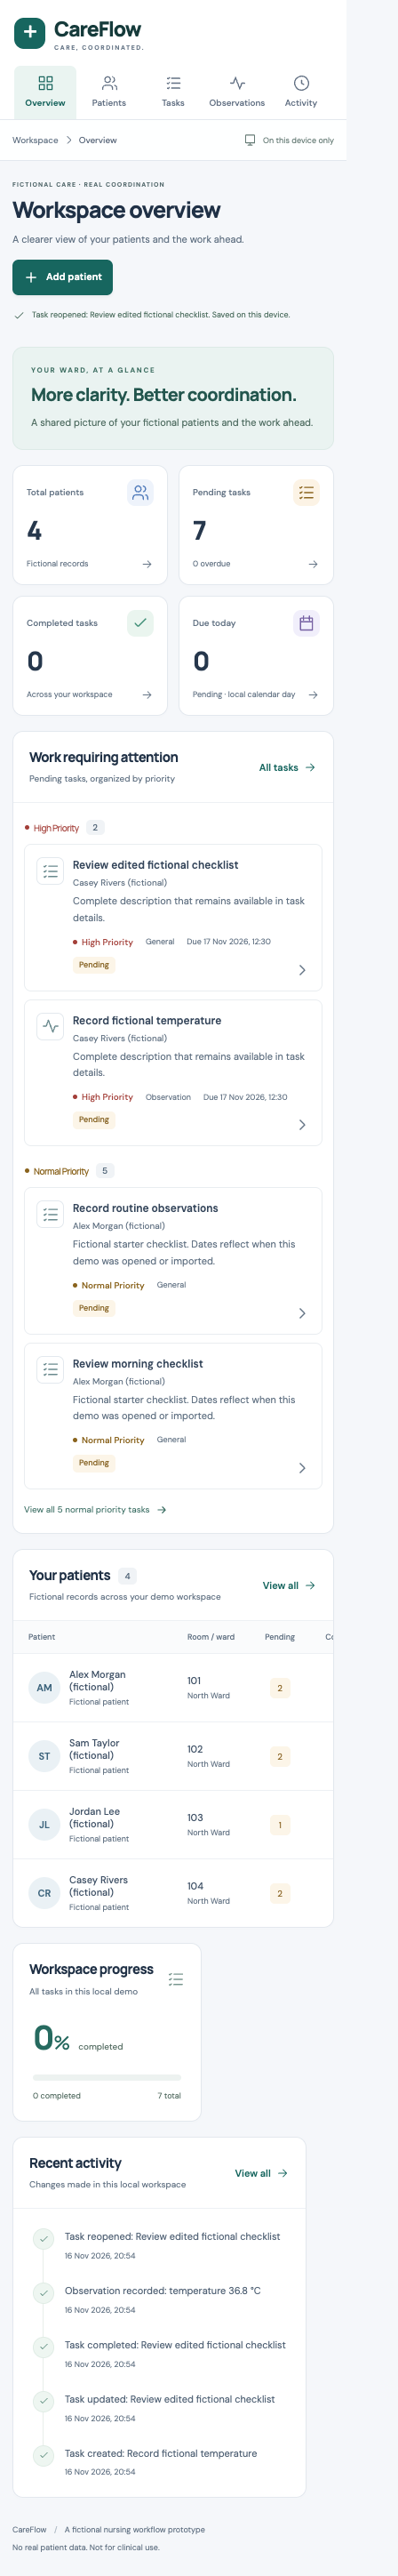 CareFlow
CARE, COORDINATED.
Overview
Patients
Tasks
Observations
Activity
Workspace > Overview
On this device only
FICTIONAL CARE · REAL COORDINATION
Workspace overview
A clearer view of your patients and the work ahead.
+ Add patient
Task reopened: Review edited fictional checklist. Saved on this device.
YOUR WARD, AT A GLANCE
More clarity. Better coordination.
A shared picture of your fictional patients and the work ahead.
Total patients
4
Fictional records
Pending tasks
7
0 overdue
Completed tasks
0
Across your workspace
Due today
0
Pending · local calendar day
Work requiring attention
Pending tasks, organized by priority
All tasks
High Priority 2
Review edited fictional checklist
Casey Rivers (fictional)
Complete description that remains available in task
details.
High Priority General Due 17 Nov 2026, 12:30
Pending
Record fictional temperature
Casey Rivers (fictional)
Complete description that remains available in task
details.
High Priority Observation Due 17 Nov 2026, 12:30
Pending
Normal Priority 5
Record routine observations
Alex Morgan (fictional)
Fictional starter checklist. Dates reflect when this
demo was opened or imported.
Normal Priority General
Pending
Review morning checklist
Alex Morgan (fictional)
Fictional starter checklist. Dates reflect when this
demo was opened or imported.
Normal Priority General
Pending
View all 5 normal priority tasks
Your patients 4
Fictional records across your demo workspace
View all
Patient Room / ward Pending Co
AM
Alex Morgan
(fictional)
Fictional patient
101
North Ward
2
ST
Sam Taylor
(fictional)
Fictional patient
102
North Ward
2
JL
Jordan Lee
(fictional)
Fictional patient
103
North Ward
1
CR
Casey Rivers
(fictional)
Fictional patient
104
North Ward
2
Workspace progress
All tasks in this local demo
0% completed
0 completed 7 total
Recent activity
Changes made in this local workspace
View all
Task reopened: Review edited fictional checklist
16 Nov 2026, 20:54
Observation recorded: temperature 36.8 °C
16 Nov 2026, 20:54
Task completed: Review edited fictional checklist
16 Nov 2026, 20:54
Task updated: Review edited fictional checklist
16 Nov 2026, 20:54
Task created: Record fictional temperature
16 Nov 2026, 20:54
CareFlow / A fictional nursing workflow prototype
No real patient data. Not for clinical use.